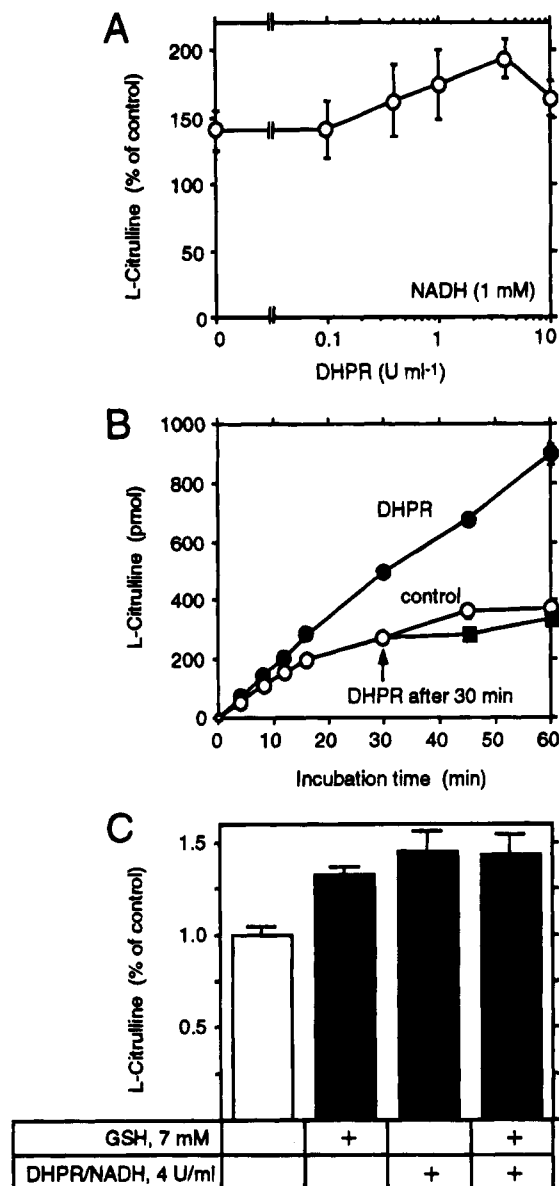 A
200
150
100
50
0
L-Citrulline (% of control)
NADH (1 mM)
0 0.1 1 10
DHPR (U ml-1)
B
1000
800
600
400
200
0
L-Citrulline (pmol)
DHPR
control
DHPR after 30 min
0 10 20 30 40 50 60
Incubation time (min)
C
1.5
1.0
0.5
L-Citrulline (% of control)
GSH, 7 mM + +
DHPR/NADH, 4 U/ml + +